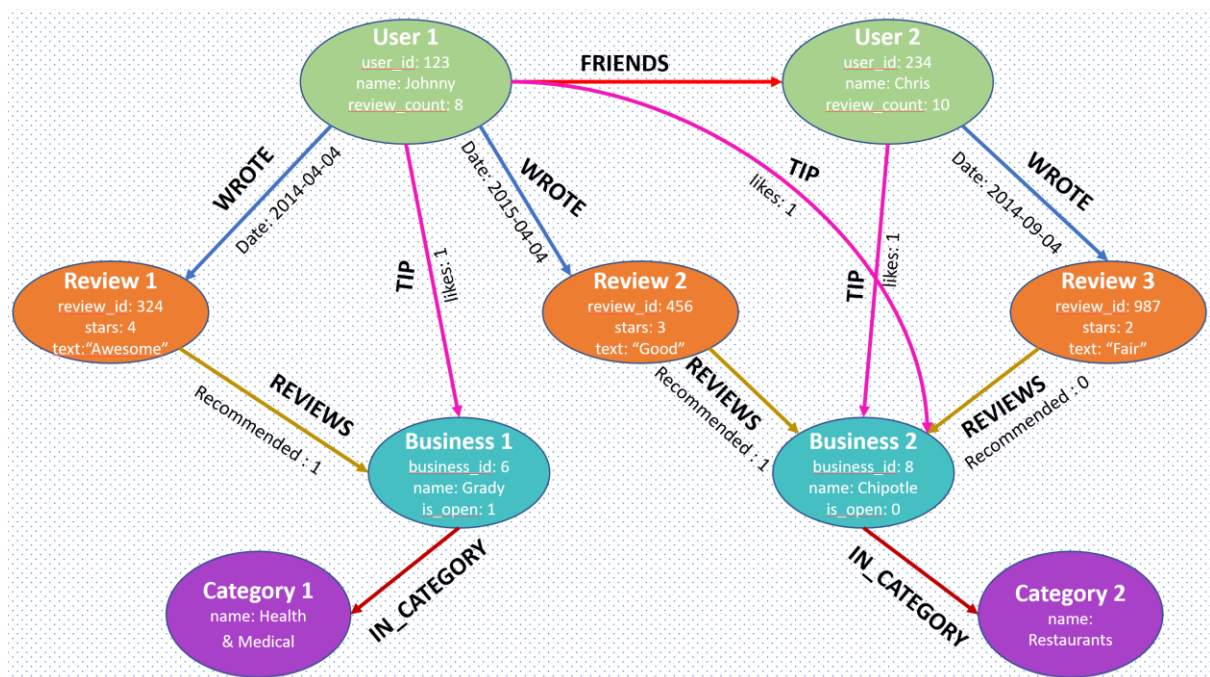 User 1
user_id: 123
name: Johnny
review_count: 8
FRIENDS
User 2
user_id: 234
name: Chris
review_count: 10
WROTE
Date: 2014-04-04
WROTE
Date: 2015-04-04
TIP
likes: 1
TIP
likes: 1
TIP
likes: 1
WROTE
Date: 2014-09-04
Review 1
review_id: 324
stars: 4
text:“Awesome”
Review 2
review_id: 456
stars: 3
text: “Good”
Review 3
review_id: 987
stars: 2
text: “Fair”
REVIEWS
Recommended : 1
REVIEWS
Recommended : 1
REVIEWS
Recommended : 0
Business 1
business_id: 6
name: Grady
is_open: 1
Business 2
business_id: 8
name: Chipotle
is_open: 0
IN_CATEGORY
IN_CATEGORY
Category 1
name: Health
& Medical
Category 2
name:
Restaurants